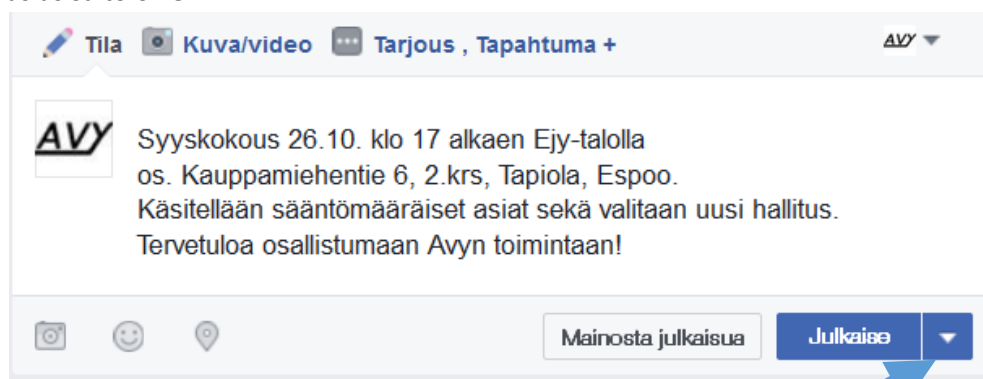 Tila Kuva/video Tarjous , Tapahtuma + AVY
AVY
Syyskokous 26.10. klo 17 alkaen Ejy-talolla
os. Kauppamiehentie 6, 2.krs, Tapiola, Espoo.
Käsitellään sääntömääräiset asiat sekä valitaan uusi hallitus.
Tervetuloa osallistumaan Avyn toimintaan!
Mainosta julkaisua Julkaise